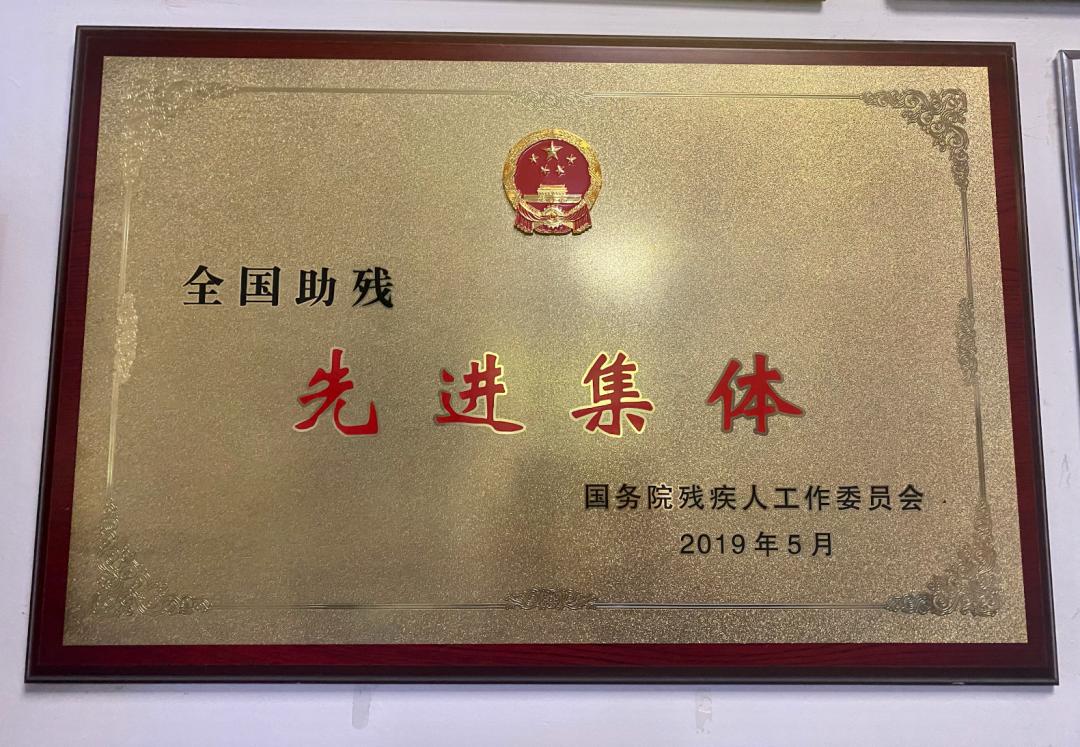 全国助残
先进集体
国务院残疾人工作委员会
2019年5月